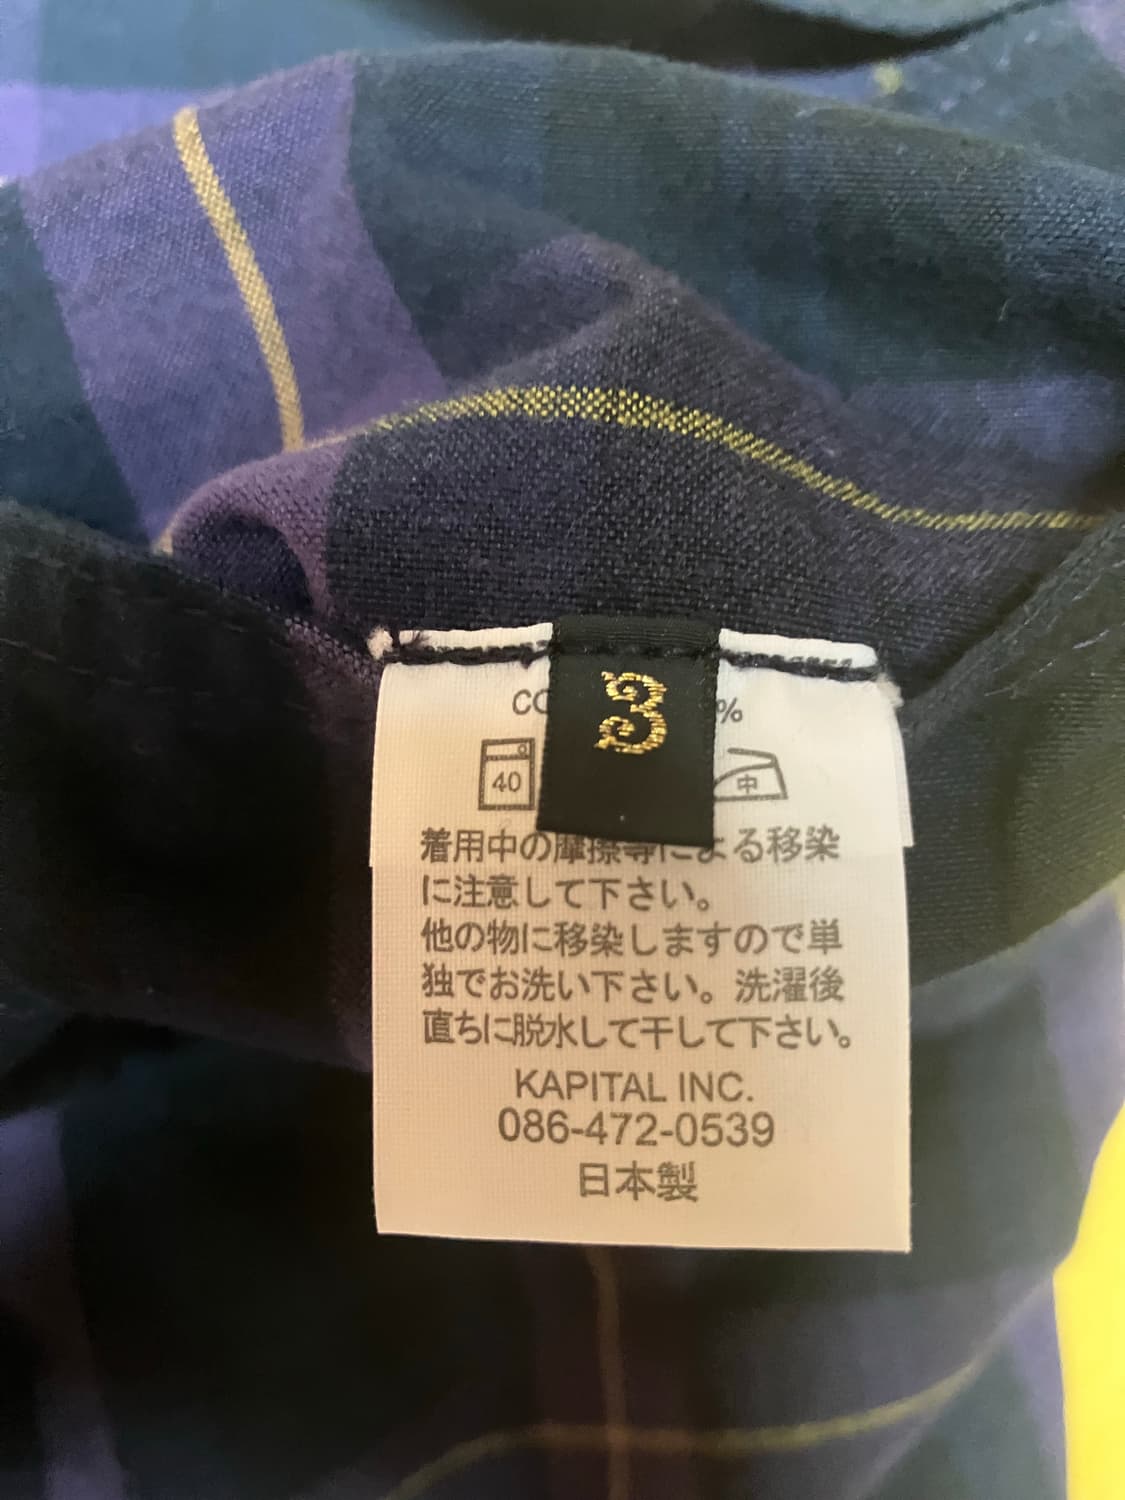 3
%
40
中
着用中の摩擦等による移染
に注意して下さい。
他の物に移染しますので単
独でお洗い下さい。洗濯後
直ちに脱水して干して下さい。
KAPITAL INC.
086-472-0539
日本製